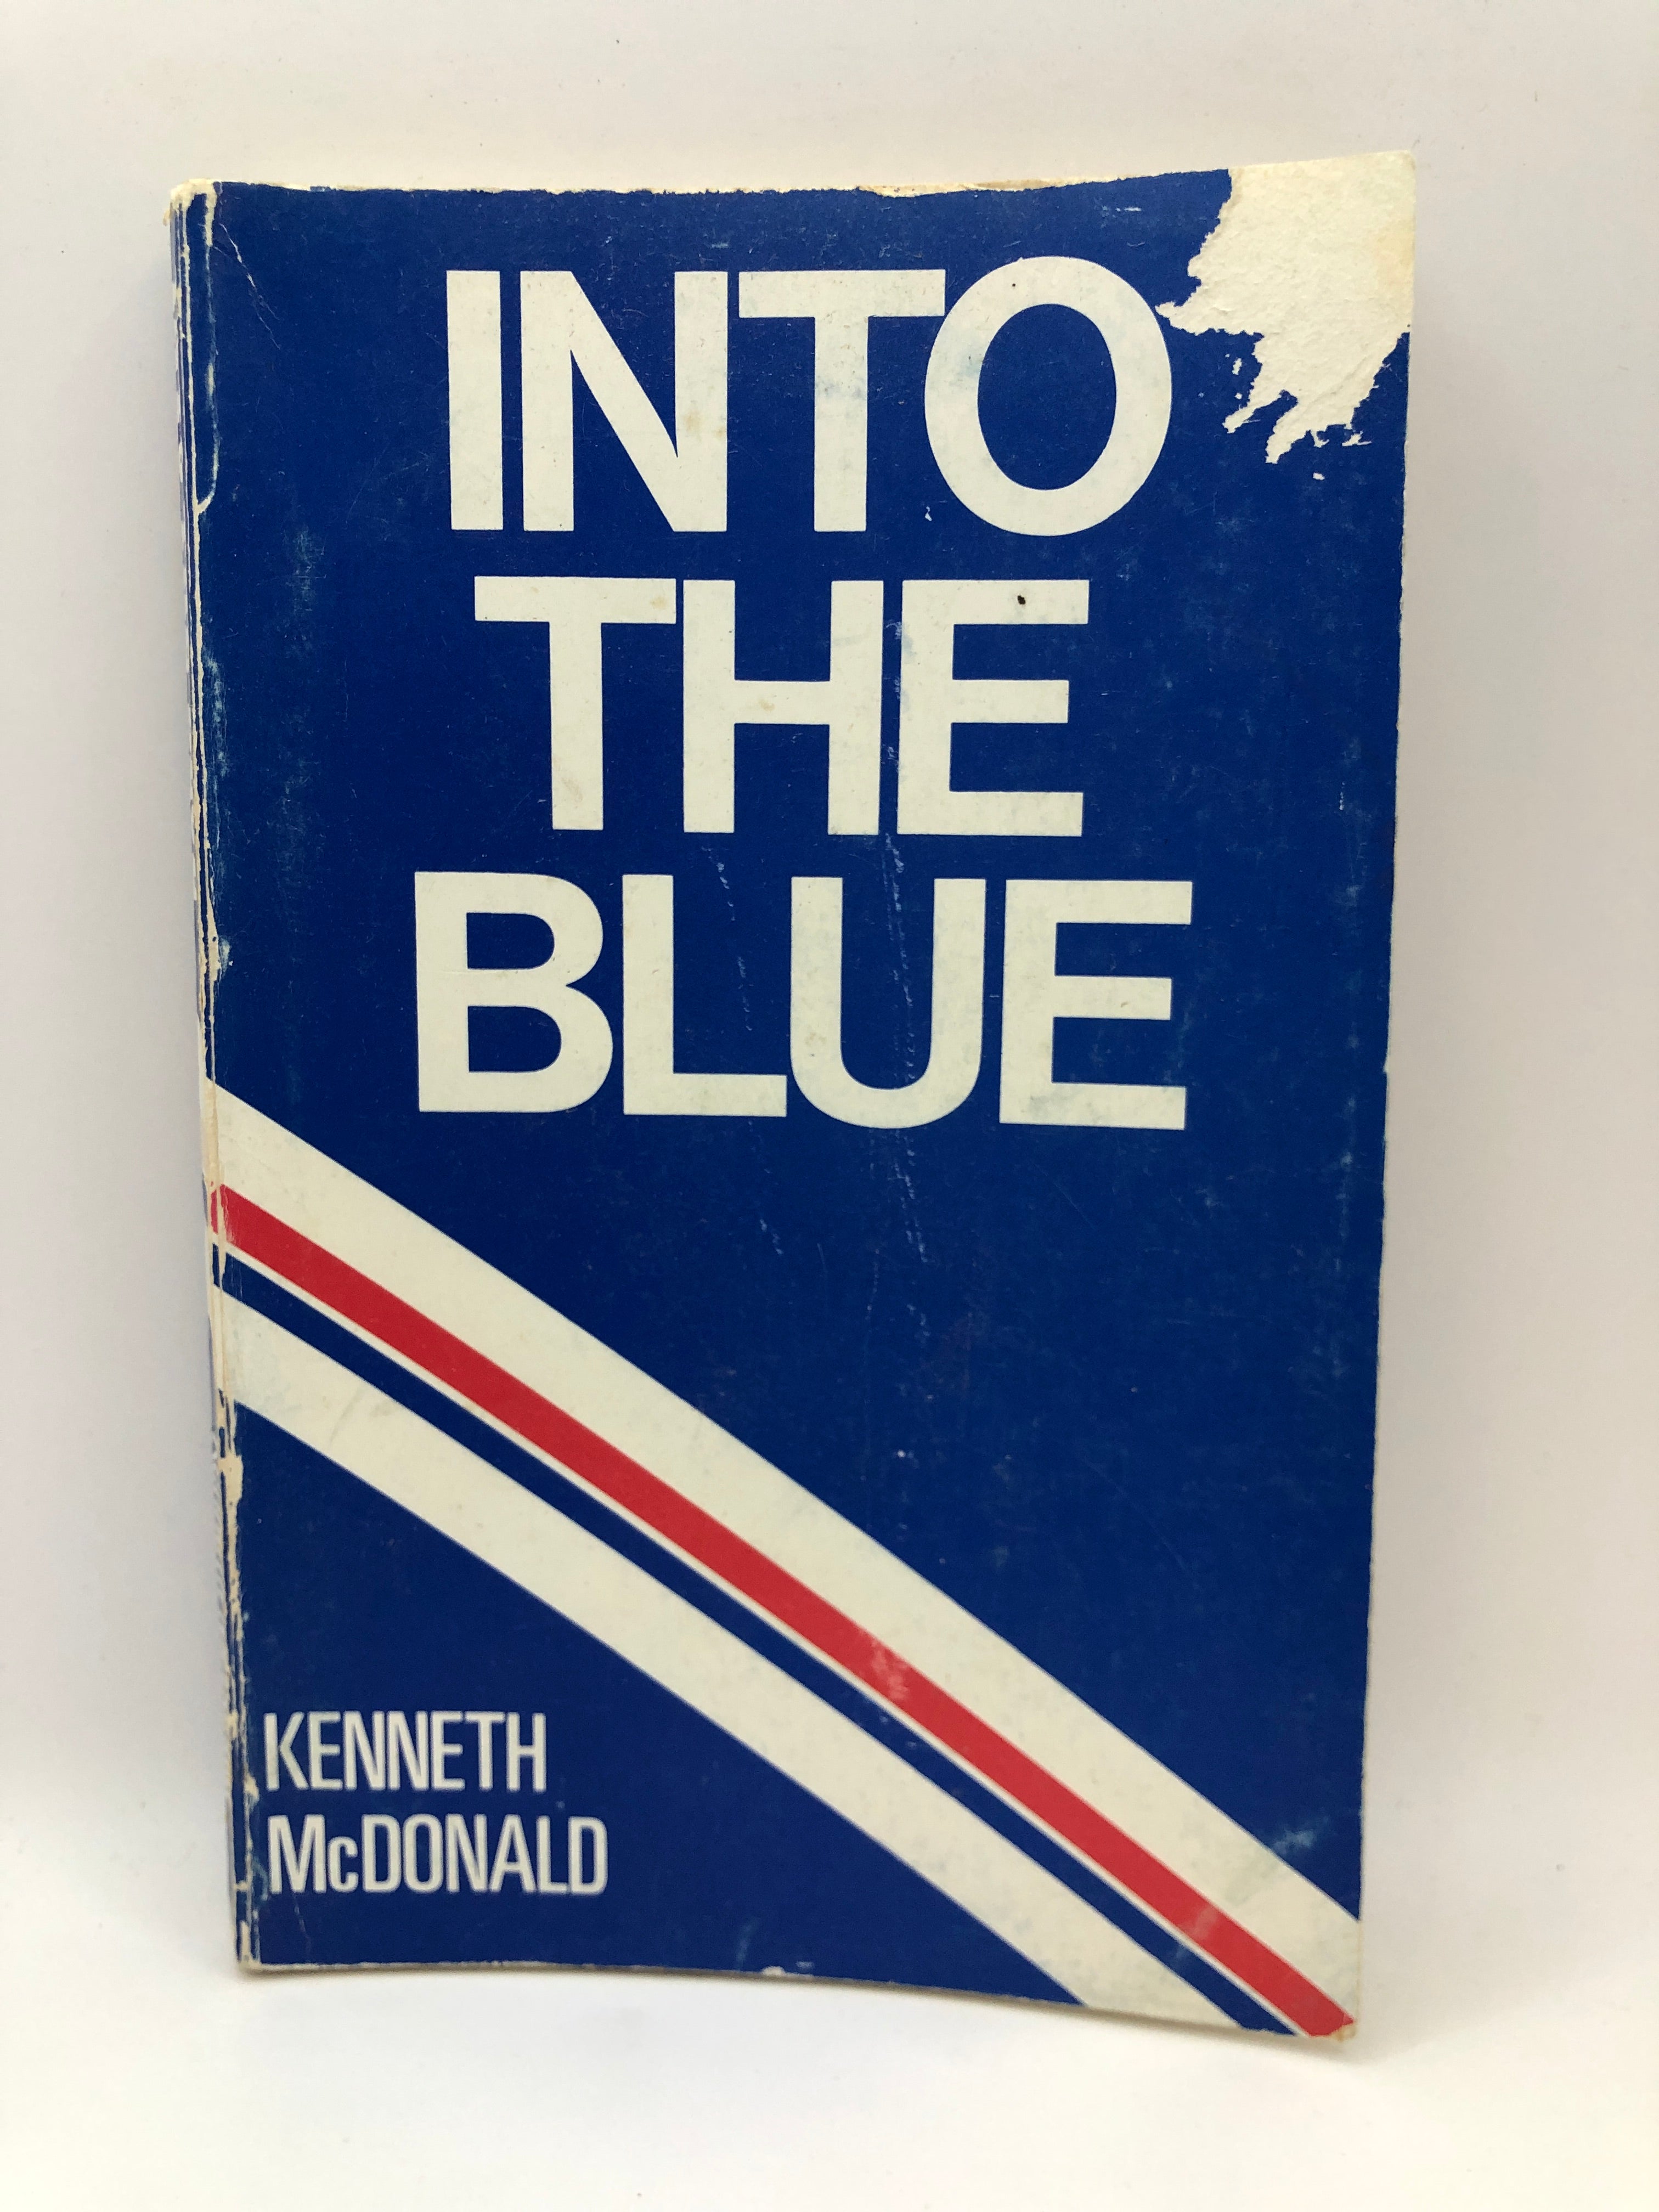 INTO
THE
BLUE
KENNETH
McDONALD